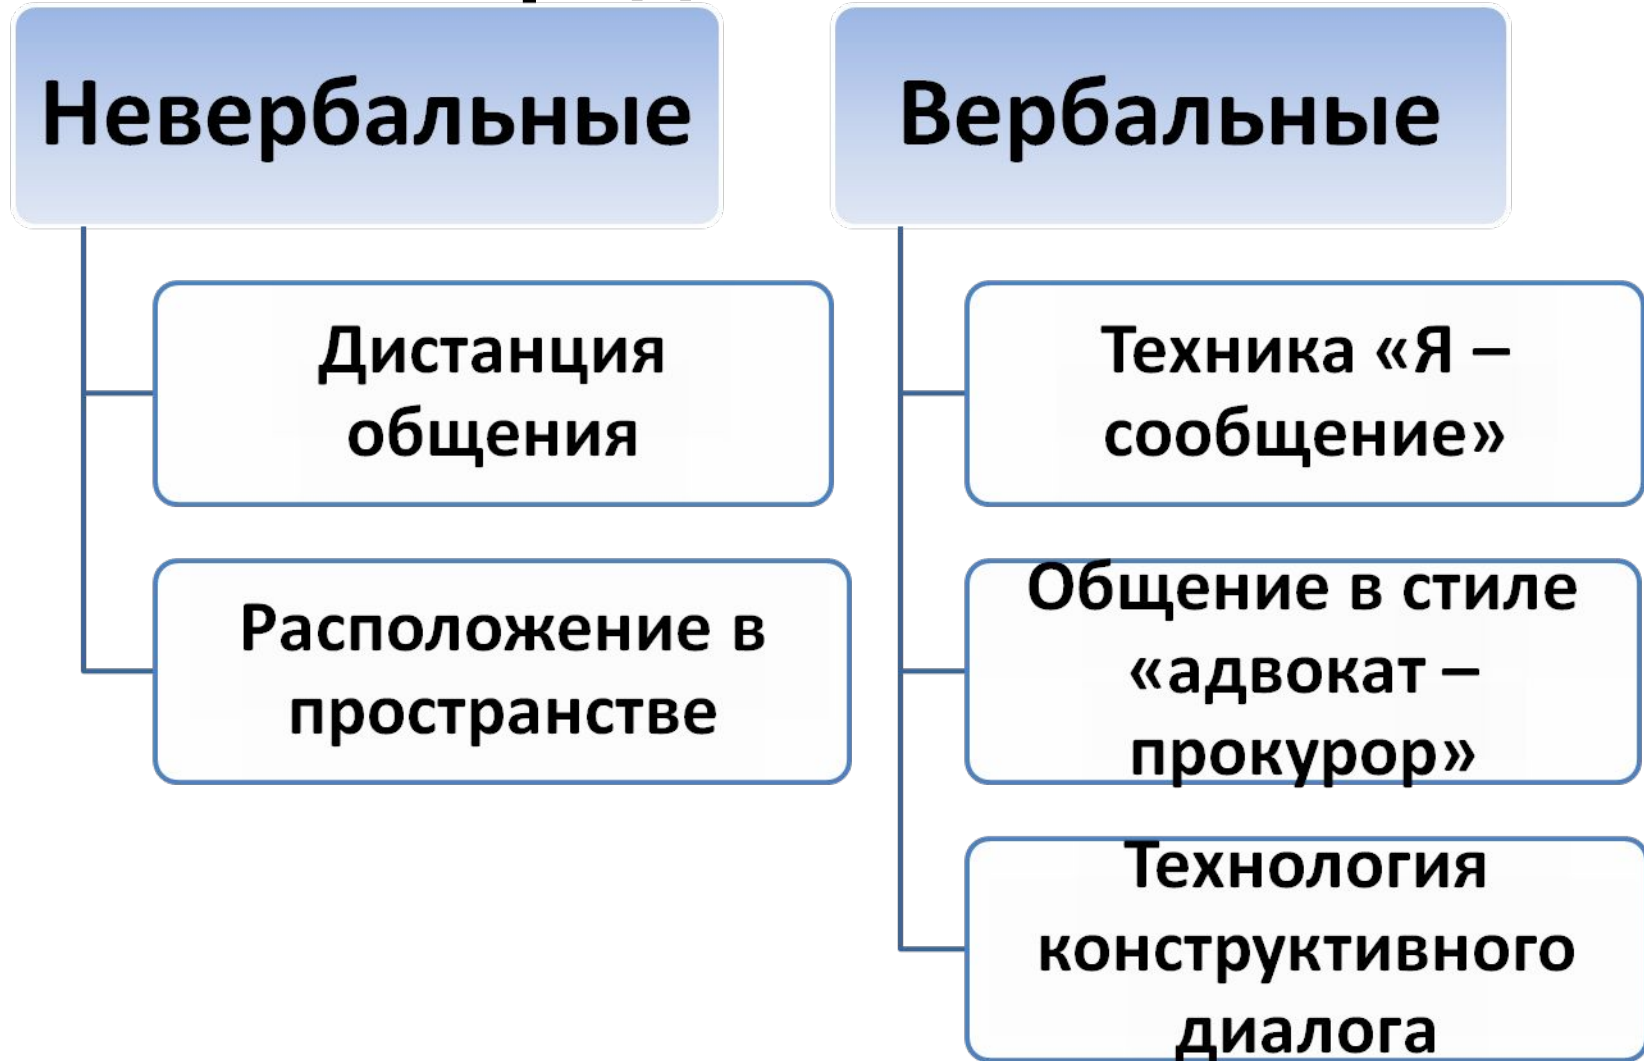 Невербальные
Дистанция
общения
Расположение в
пространстве
Вербальные
Техника «Я –
сообщение»
Общение в стиле
«адвокат –
прокурор»
Технология
конструктивного
диалога